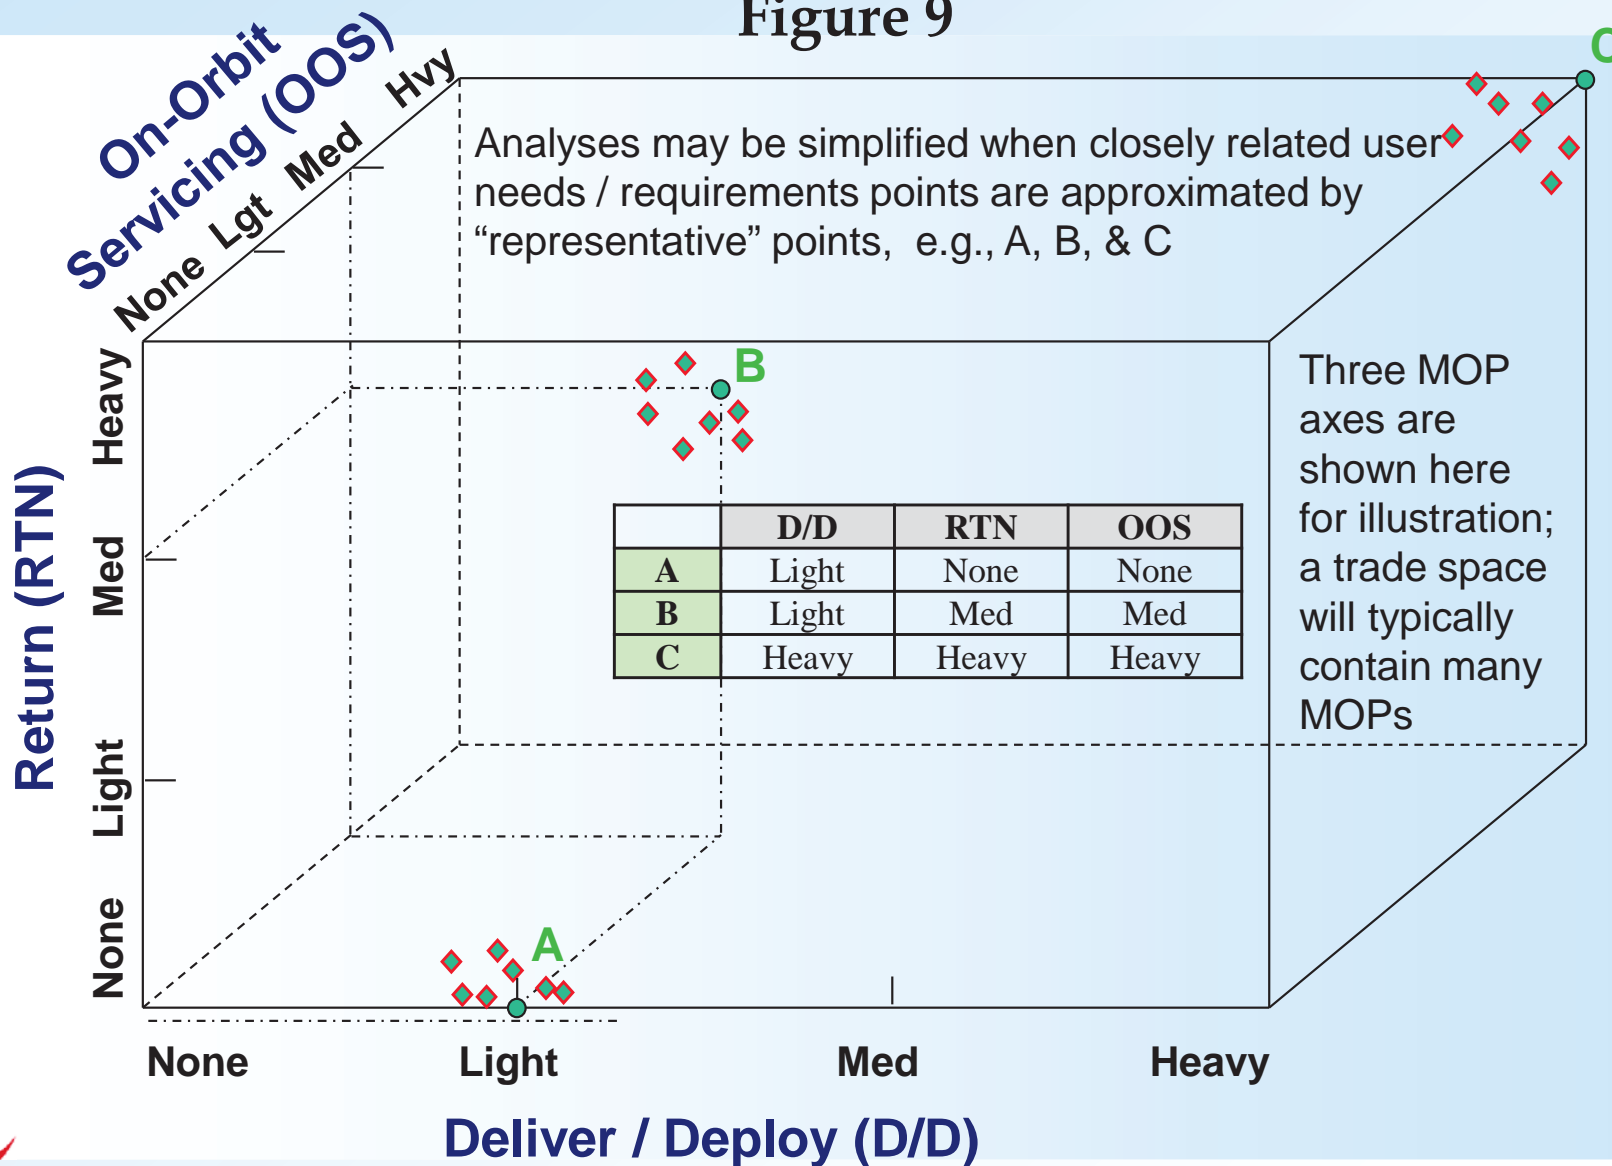 Figure 9
On-Orbit
Servicing (OOS)
None Lgt Med Hvy
C
Analyses may be simplified when closely related user
needs / requirements points are approximated by
“representative” points, e.g., A, B, & C
B
Three MOP
axes are
shown here
for illustration;
a trade space
will typically
contain many
MOPs
Return (RTN)
None Light Med Heavy
D/D RTN OOS
A Light None None
B Light Med Med
C Heavy Heavy Heavy
A
None Light Med Heavy
Deliver / Deploy (D/D)